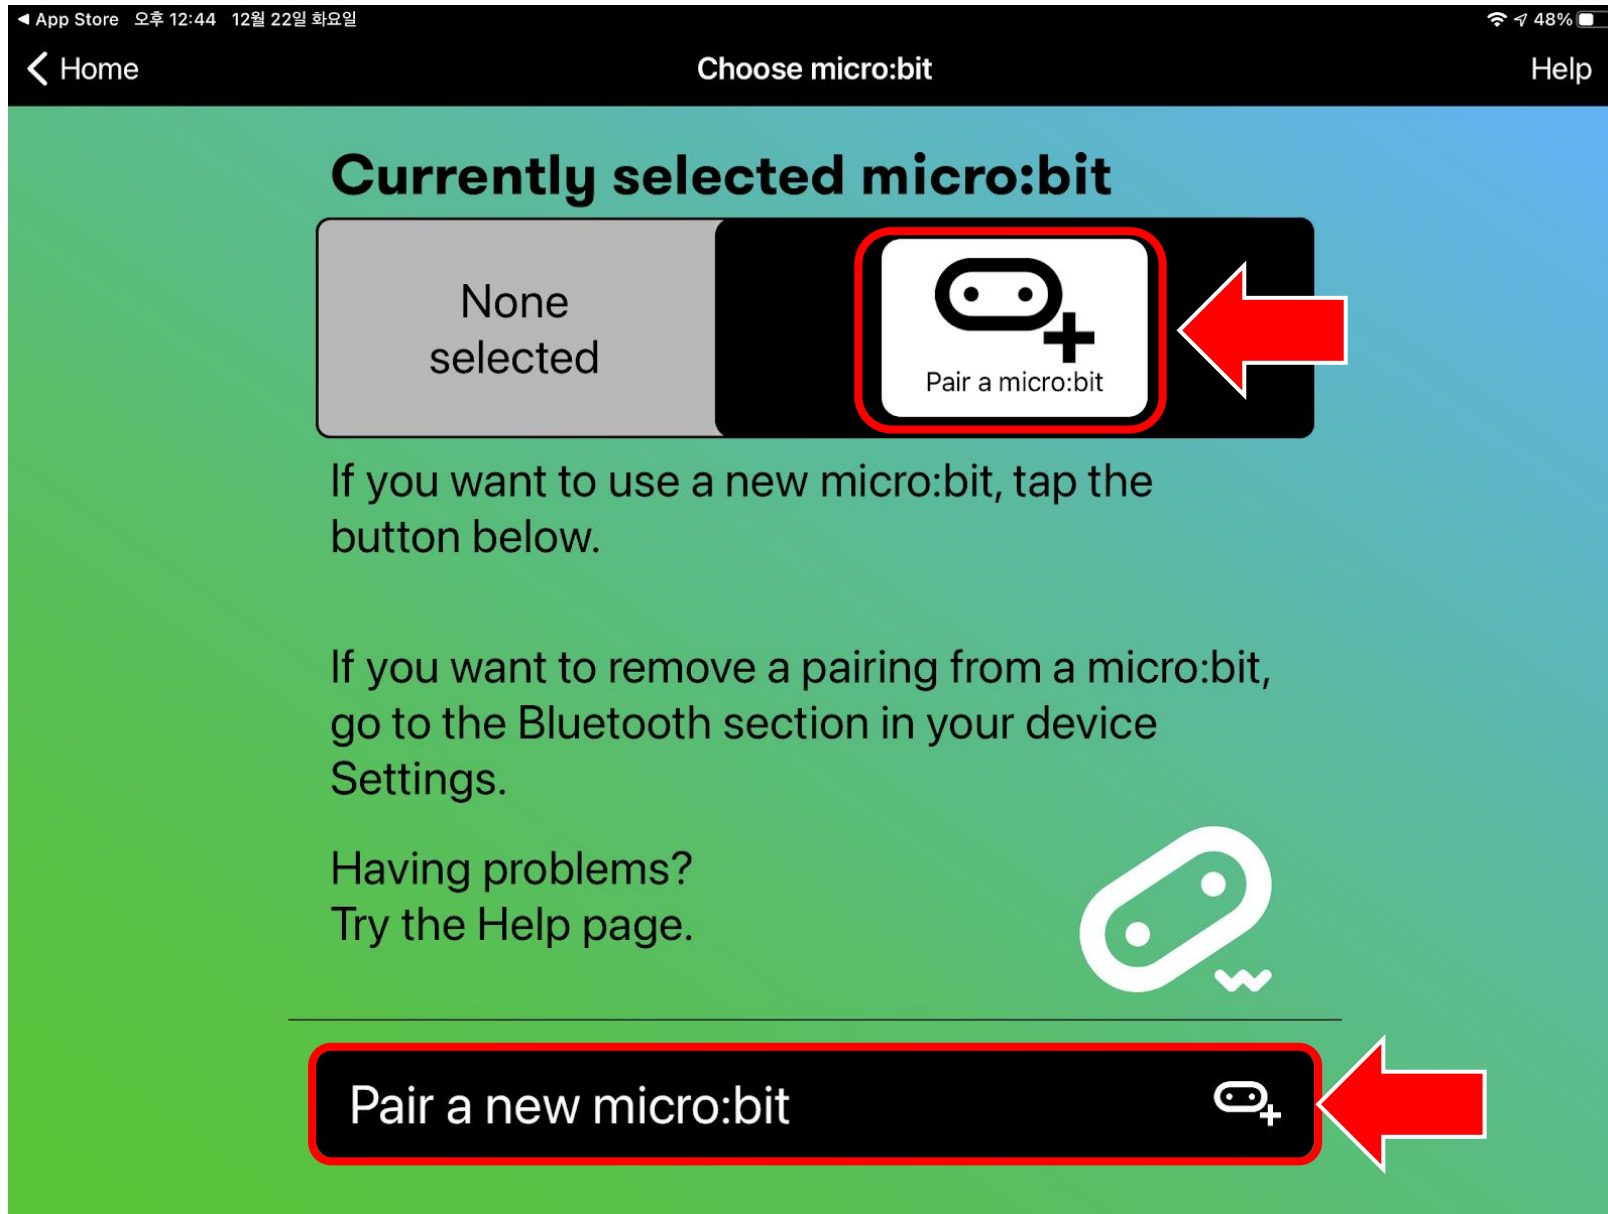 ◀ App Store 오후 12:44 12월 22일 화요일 48%
Home Choose micro:bit Help
Currently selected micro:bit
None
selected
Pair a micro:bit
If you want to use a new micro:bit, tap the
button below.
If you want to remove a pairing from a micro:bit,
go to the Bluetooth section in your device
Settings.
Having problems?
Try the Help page.
Pair a new micro:bit